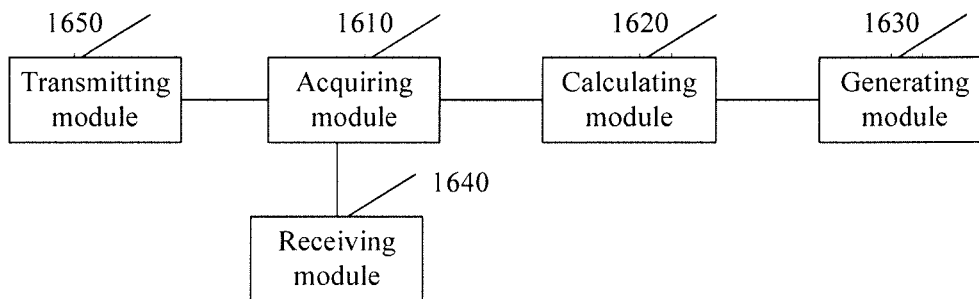 1650
1610
1620
1630
Transmitting
module
Acquiring
module
Calculating
module
Generating
module
1640
Receiving
module